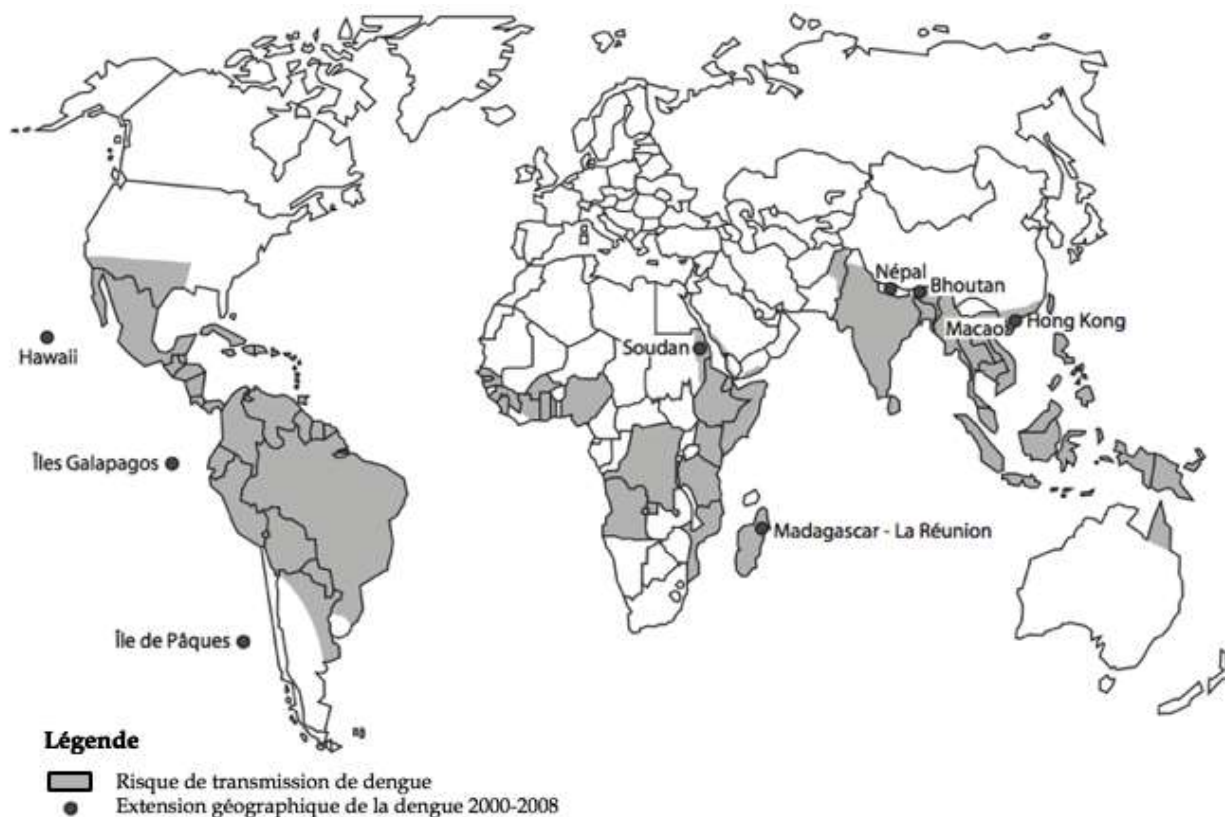 Népal
Bhoutan
Macao
Hong Kong
Soudan
Hawaii
Îles Galapagos
Madagascar - La Réunion
Île de Pâques
Légende
Risque de transmission de dengue
Extension géographique de la dengue 2000-2008